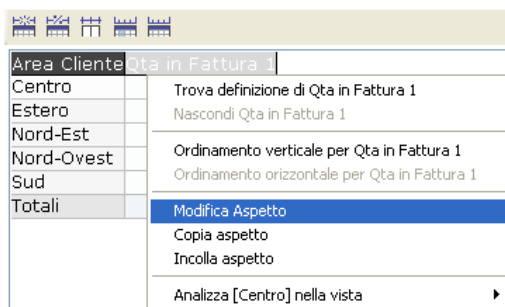 Area Cliente Qta in Fattura 1
Centro
Estero
Nord-Est
Nord-Ovest
Sud
Totali
Trova definizione di Qta in Fattura 1
Nascondi Qta in Fattura 1
Ordinamento verticale per Qta in Fattura 1
Ordinamento orizzontale per Qta in Fattura 1
Modifica Aspetto
Copia aspetto
Incolla aspetto
Analizza [Centro] nella vista